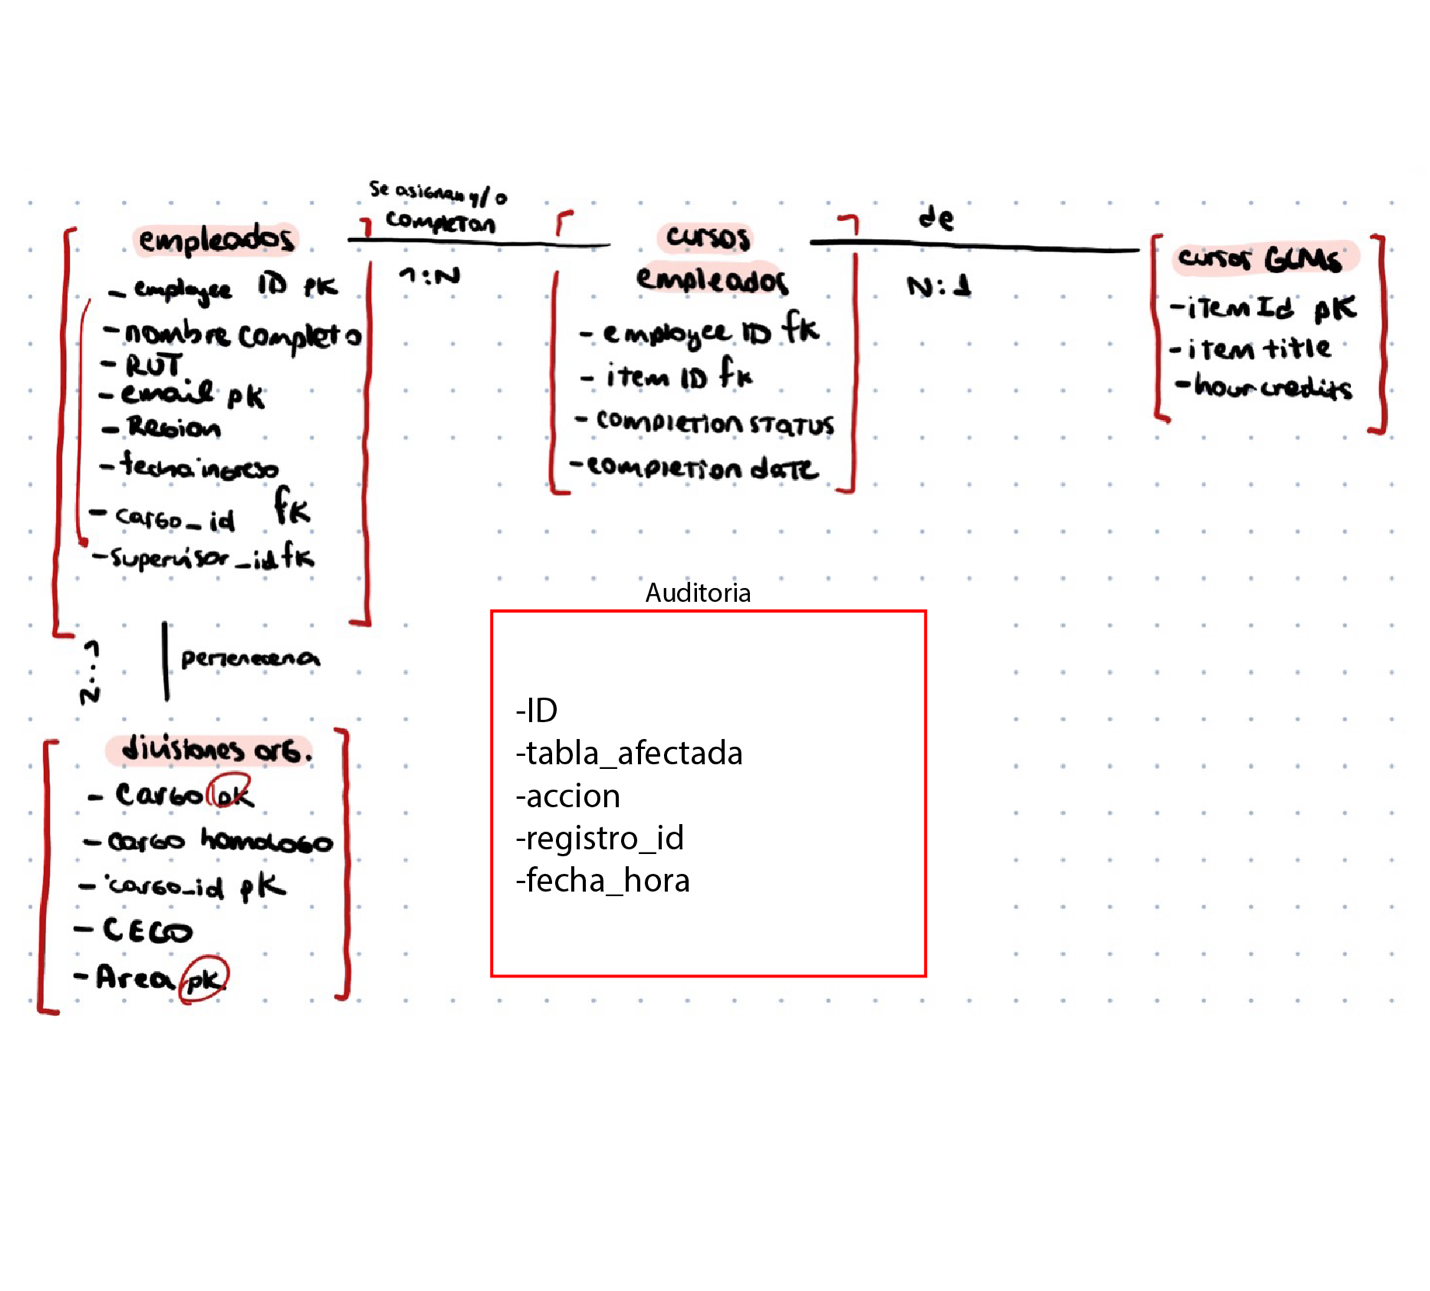 empleados
- employee ID pk
- nombre completo
- RUT
- email pk
- Region
- fecha ingreso
- cargo_id fk
- supervisor_id fk
Se asignan y/o
completan
1:N
cursos
empleados
- employee ID fk
- item ID fk
- completion status
- completion date
de
N:1
cursos GLMS
- item Id pk
- item title
- hour credits
N..1
pertenecen a
divisiones org.
- Cargo pk
- cargo homologo
- cargo_id pk
- CECO
- Area pk
Auditoria
-ID
-tabla_afectada
-accion
-registro_id
-fecha_hora